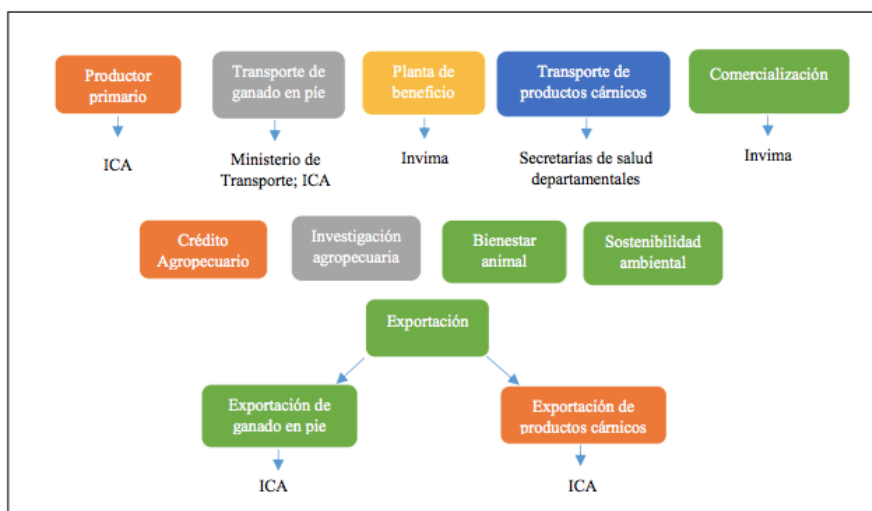 Productor
primario
Transporte de
ganado en pie
Planta de
beneficio
Transporte de
productos cárnicos
Comercialización
ICA
Ministerio de
Transporte; ICA
Invima
Secretarías de salud
departamentales
Invima
Crédito
Agropecuario
Investigación
agropecuaria
Bienestar
animal
Sostenibilidad
ambiental
Exportación
Exportación de
ganado en pie
Exportación de
productos cárnicos
ICA
ICA